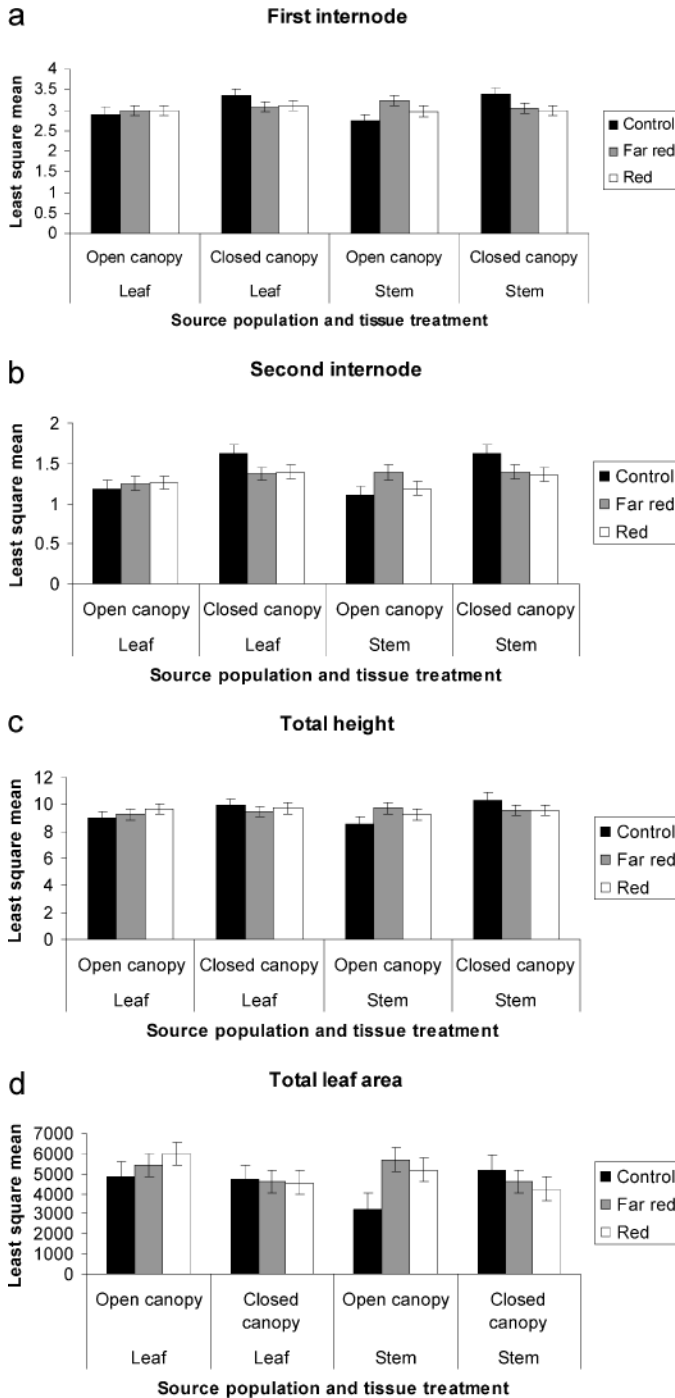 a
First internode
Least square mean
4
3.5
3
2.5
2
1.5
1
0.5
0
Open canopy Closed canopy Open canopy Closed canopy
Leaf Leaf Stem Stem
Source population and tissue treatment
Control
Far red
Red
b
Second internode
Least square mean
2
1.5
1
0.5
0
Open canopy Closed canopy Open canopy Closed canopy
Leaf Leaf Stem Stem
Source population and tissue treatment
Control
Far red
Red
c
Total height
Least square mean
12
10
8
6
4
2
0
Open canopy Closed canopy Open canopy Closed canopy
Leaf Leaf Stem Stem
Source population and tissue treatment
Control
Far red
Red
d
Total leaf area
Least square mean
7000
6000
5000
4000
3000
2000
1000
0
Open canopy Closed canopy Open canopy Closed canopy
Leaf Leaf Stem Stem
Source population and tissue treatment
Control
Far red
Red